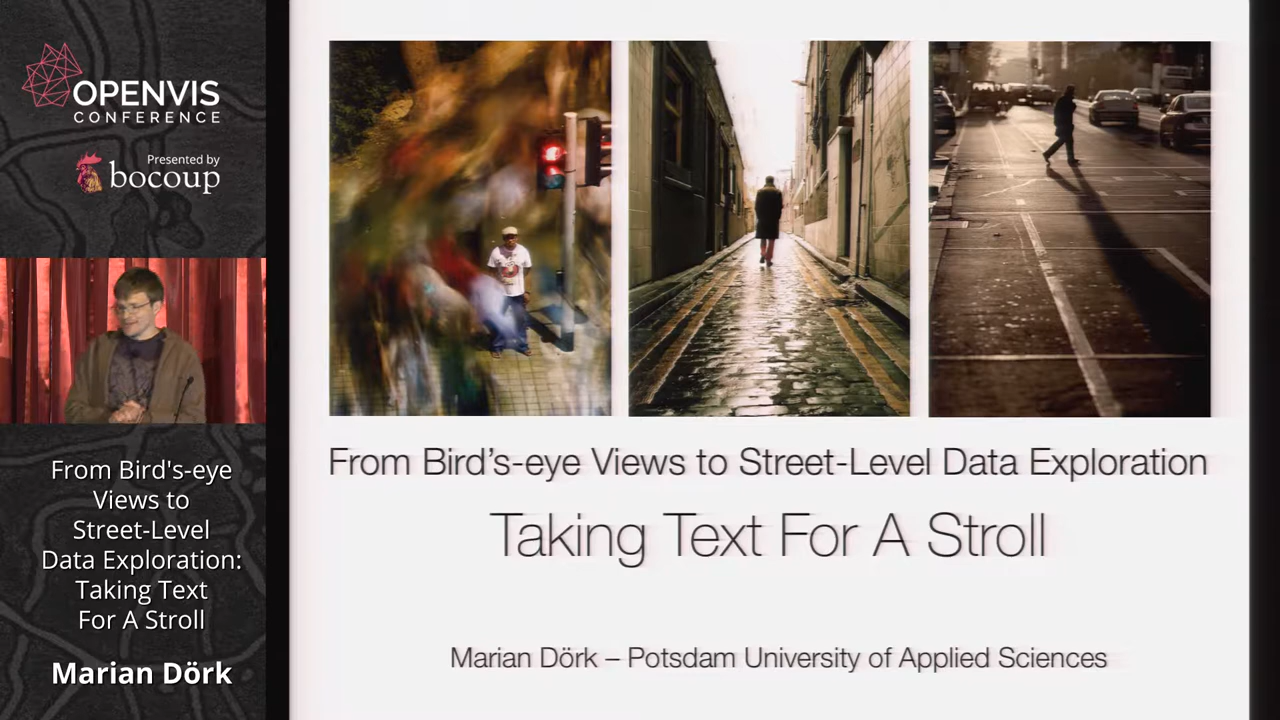 OPENVIS
CONFERENCE
Presented by
bocoup
From Bird's-eye
Views to
Street-Level
Data Exploration:
Taking Text
For A Stroll
Marian Dörk
From Bird’s-eye Views to Street-Level Data Exploration
Taking Text For A Stroll
Marian Dörk – Potsdam University of Applied Sciences